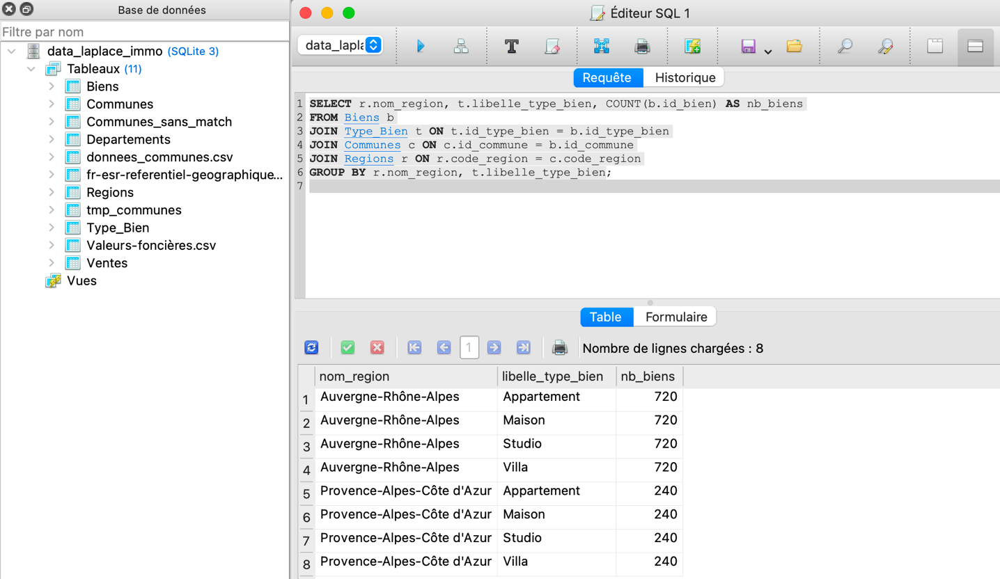 Base de données
Filtre par nom
data_laplace_immo (SQLite 3)
Tableaux (11)
Biens
Communes
Communes_sans_match
Departements
donnees_communes.csv
fr-esr-referentiel-geographique...
Regions
tmp_communes
Type_Bien
Valeurs-foncières.csv
Ventes
Vues
Éditeur SQL 1
data_lapla
Requête Historique
1 SELECT r.nom_region, t.libelle_type_bien, COUNT(b.id_bien) AS nb_biens
2 FROM Biens b
3 JOIN Type_Bien t ON t.id_type_bien = b.id_type_bien
4 JOIN Communes c ON c.id_commune = b.id_commune
5 JOIN Regions r ON r.code_region = c.code_region
6 GROUP BY r.nom_region, t.libelle_type_bien;
7
Table Formulaire
1 Nombre de lignes chargées : 8
nom_region libelle_type_bien nb_biens
1 Auvergne-Rhône-Alpes Appartement 720
2 Auvergne-Rhône-Alpes Maison 720
3 Auvergne-Rhône-Alpes Studio 720
4 Auvergne-Rhône-Alpes Villa 720
5 Provence-Alpes-Côte d'Azur Appartement 240
6 Provence-Alpes-Côte d'Azur Maison 240
7 Provence-Alpes-Côte d'Azur Studio 240
8 Provence-Alpes-Côte d'Azur Villa 240